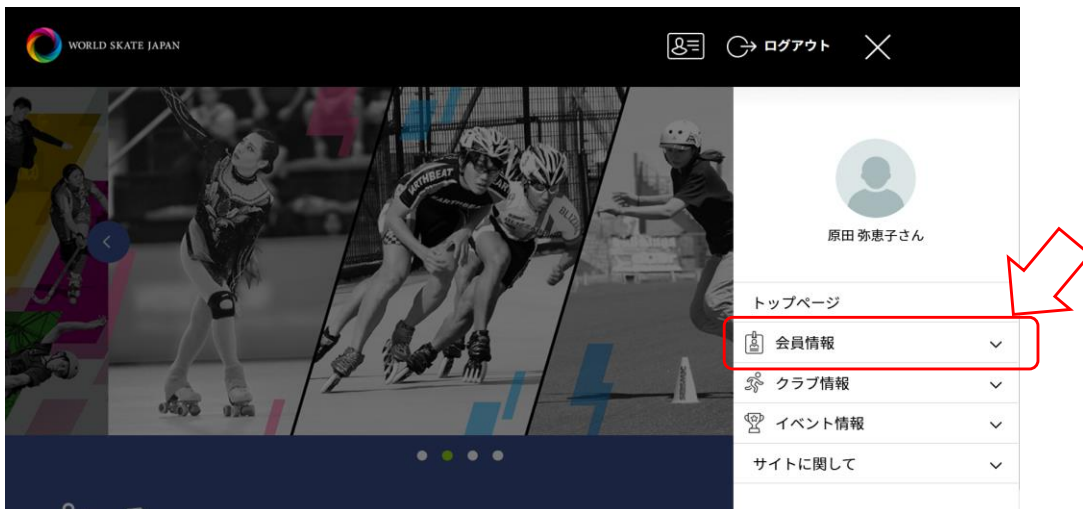 WORLD SKATE JAPAN
ログアウト
原田 弥恵子さん
トップページ
会員情報
クラブ情報
イベント情報
サイトに関して
EARTHBEAT